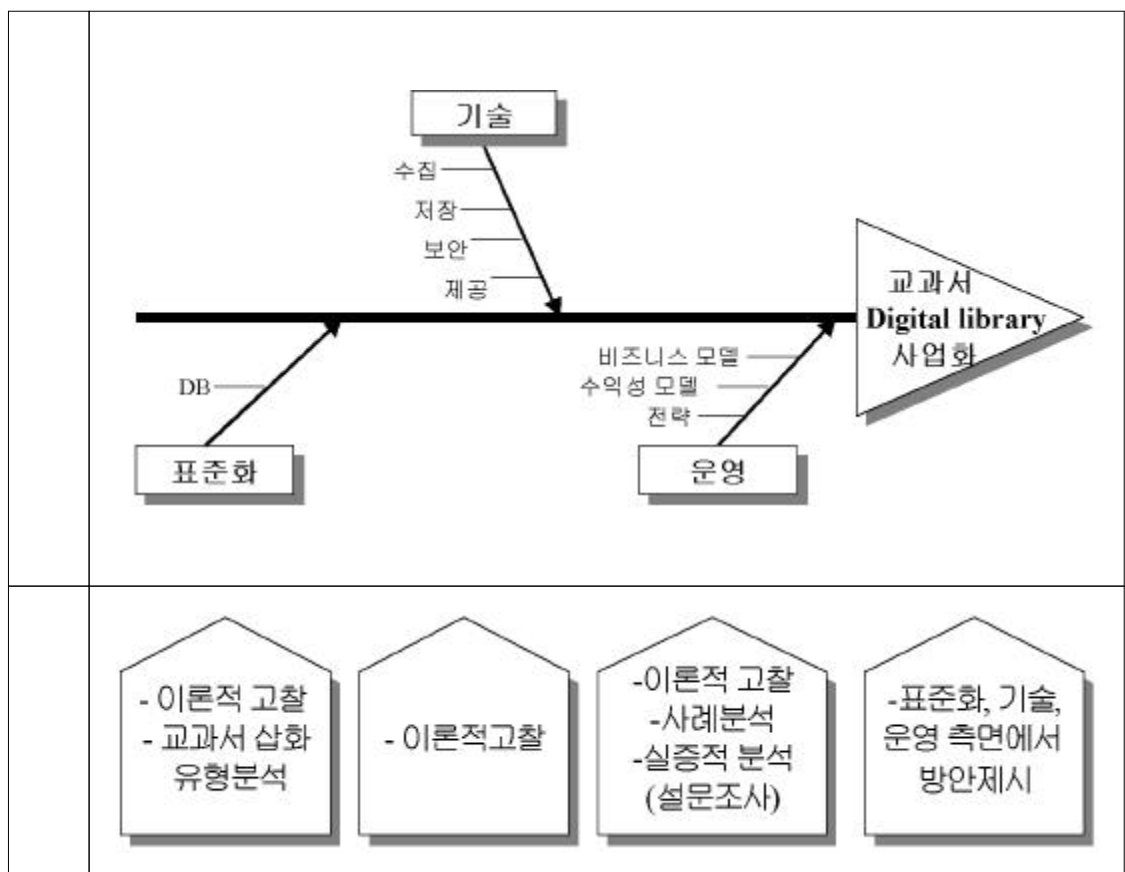 기술
수집
저장
보안
제공
교과서
Digital library
사업화
비즈니스 모델
수익성 모델
전략
DB
표준화
운영
- 이론적 고찰
- 교과서 삽화
유형분석
- 이론적고찰
-이론적 고찰
-사례분석
-실증적 분석
(설문조사)
-표준화, 기술,
운영 측면에서
방안제시